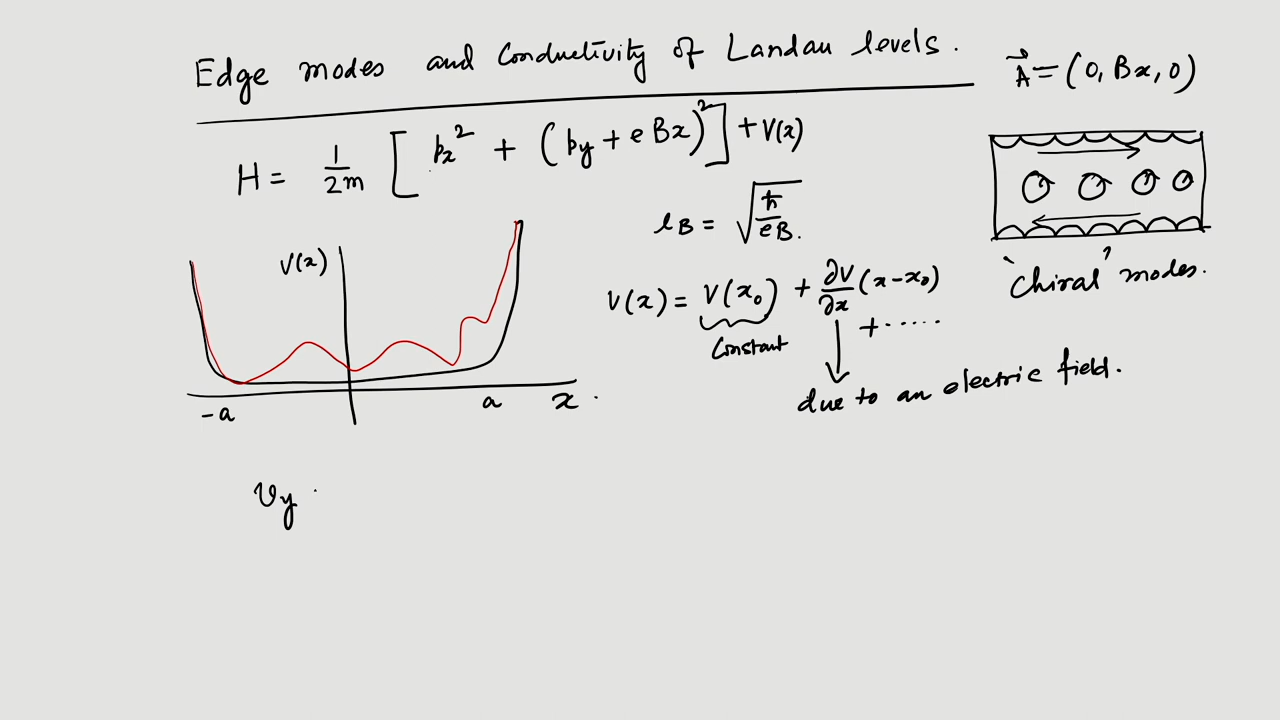 Edge modes and Conductivity of Landau levels.
A⃗ = (0, Bx, 0)
H = 1/2m [ px² + (py + eBx)² ] + V(x)
lB = √(ħ/eB).
'Chiral' modes.
V(x)
-a a x.
V(x) = V(x₀) + ∂V/∂x (x-x₀)
+ .....
Constant
due to an electric field.
vy